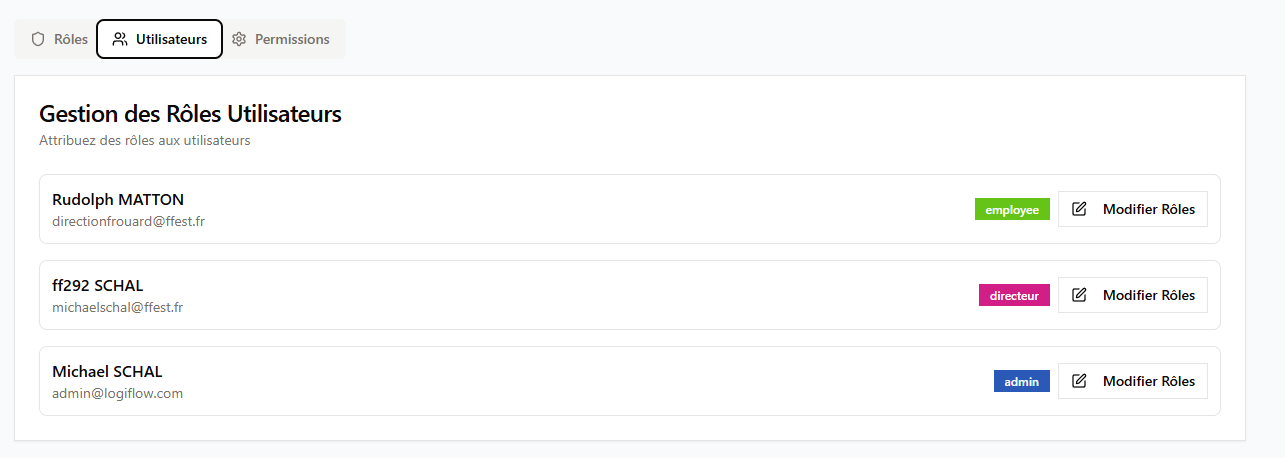 Rôles Utilisateurs Permissions
Gestion des Rôles Utilisateurs
Attribuez des rôles aux utilisateurs
Rudolph MATTON
directionfrouard@ffest.fr
employee Modifier Rôles
ff292 SCHAL
michaelschal@ffest.fr
directeur Modifier Rôles
Michael SCHAL
admin@logiflow.com
admin Modifier Rôles